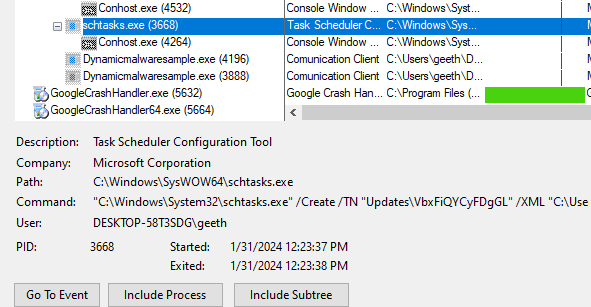 Conhost.exe (4532) Console Window ... C:\Windows\Syst...
schtasks.exe (3668) Task Scheduler C... C:\Windows\Sys...
Conhost.exe (4264) Console Window ... C:\Windows\Syst...
Dynamicmalwaresample.exe (4196) Comunication Client C:\Users\geeth\D...
Dynamicmalwaresample.exe (3888) Comunication Client C:\Users\geeth\D...
GoogleCrashHandler.exe (5632) Google Crash Han... C:\Program Files (...
GoogleCrashHandler64.exe (5664)
Description: Task Scheduler Configuration Tool
Company: Microsoft Corporation
Path: C:\Windows\SysWOW64\schtasks.exe
Command: "C:\Windows\System32\schtasks.exe" /Create /TN "Updates\VbxFiQYCyFDgGL" /XML "C:\Use
User: DESKTOP-58T3SDG\geeth
PID: 3668 Started: 1/31/2024 12:23:37 PM
Exited: 1/31/2024 12:23:38 PM
Go To Event Include Process Include Subtree